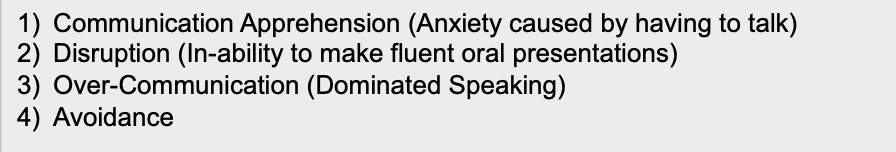 1) Communication Apprehension (Anxiety caused by having to talk)
2) Disruption (In-ability to make fluent oral presentations)
3) Over-Communication (Dominated Speaking)
4) Avoidance